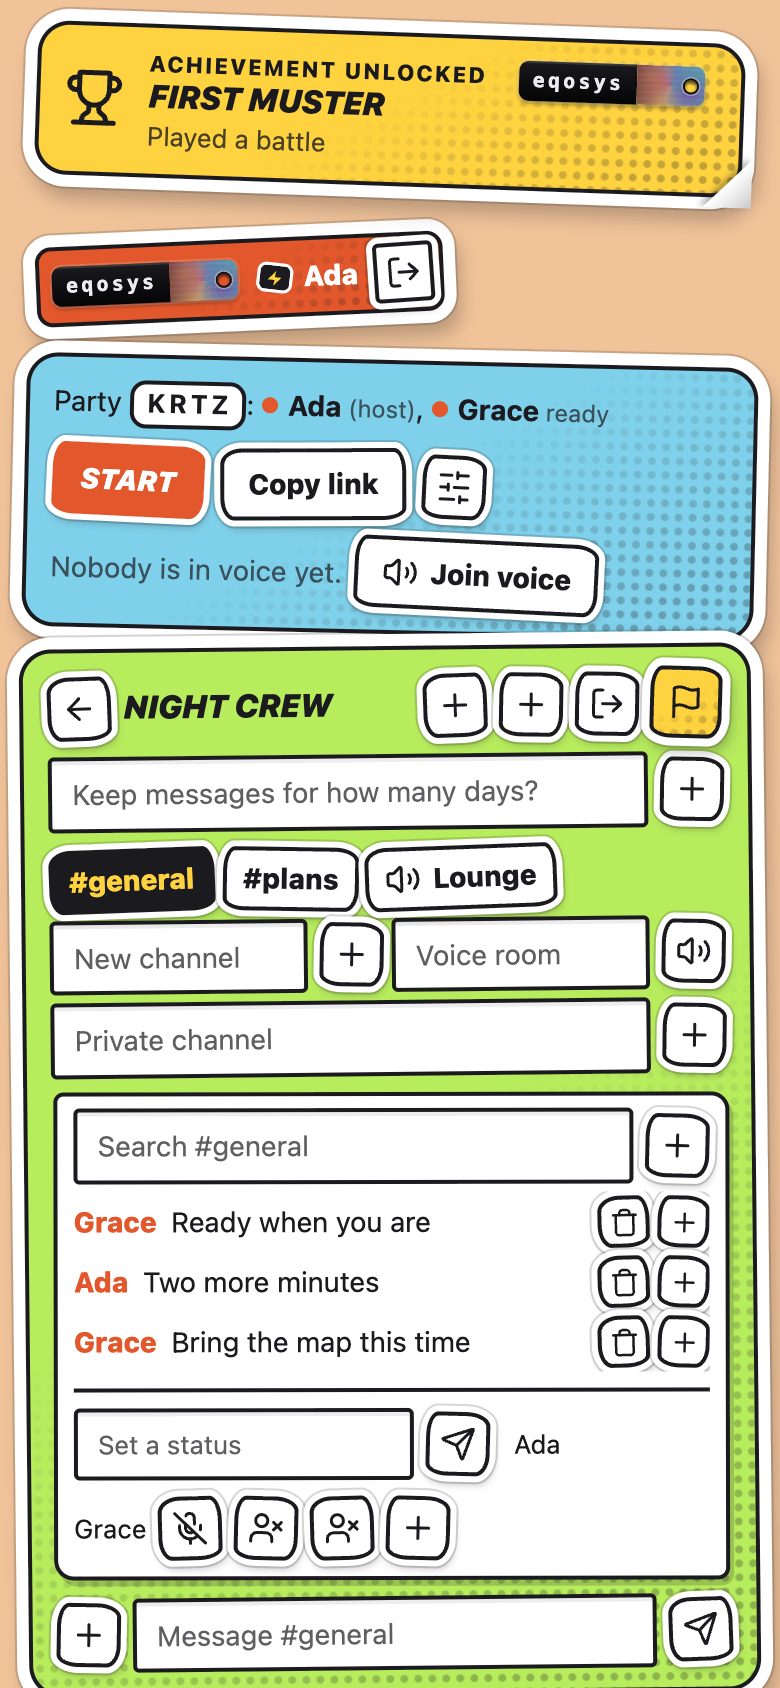 ACHIEVEMENT UNLOCKED
FIRST MUSTER
Played a battle
eqosys
eqosys
Ada
Party KRTZ: Ada (host), Grace ready
START
Copy link
Nobody is in voice yet.
Join voice
NIGHT CREW
Keep messages for how many days?
#general
#plans
Lounge
New channel
Voice room
Private channel
Search #general
Grace Ready when you are
Ada Two more minutes
Grace Bring the map this time
Set a status
Ada
Grace
Message #general